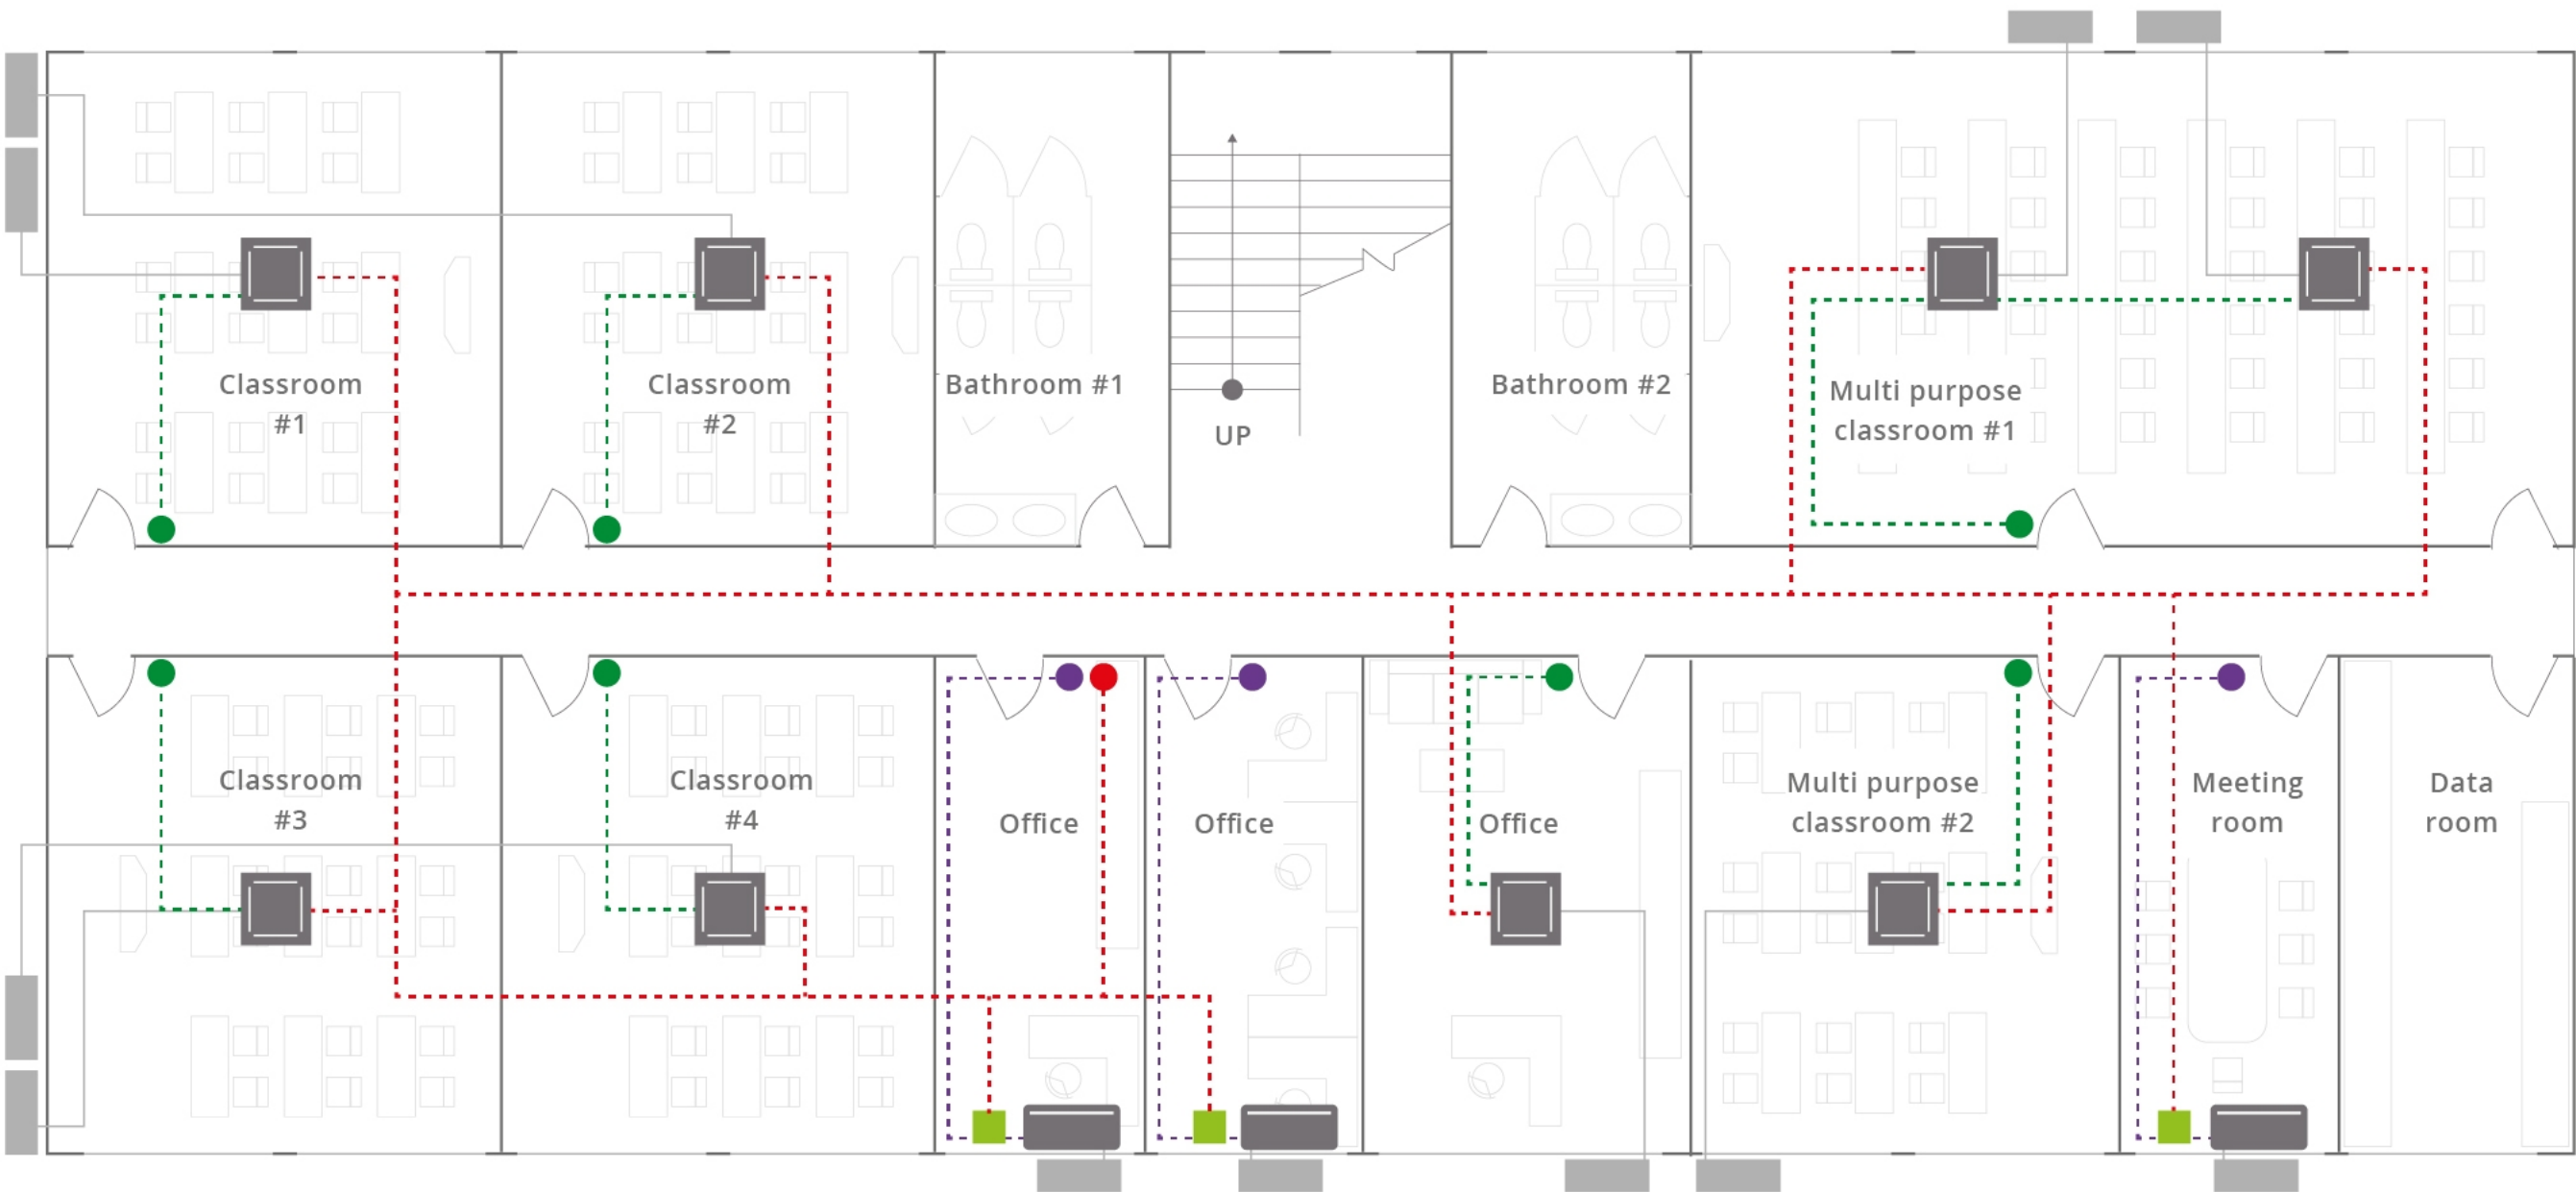 Classroom
#1
Classroom
#2
Bathroom #1
UP
Bathroom #2
Multi purpose
classroom #1
Classroom
#3
Classroom
#4
Office
Office
Office
Multi purpose
classroom #2
Meeting
room
Data
room